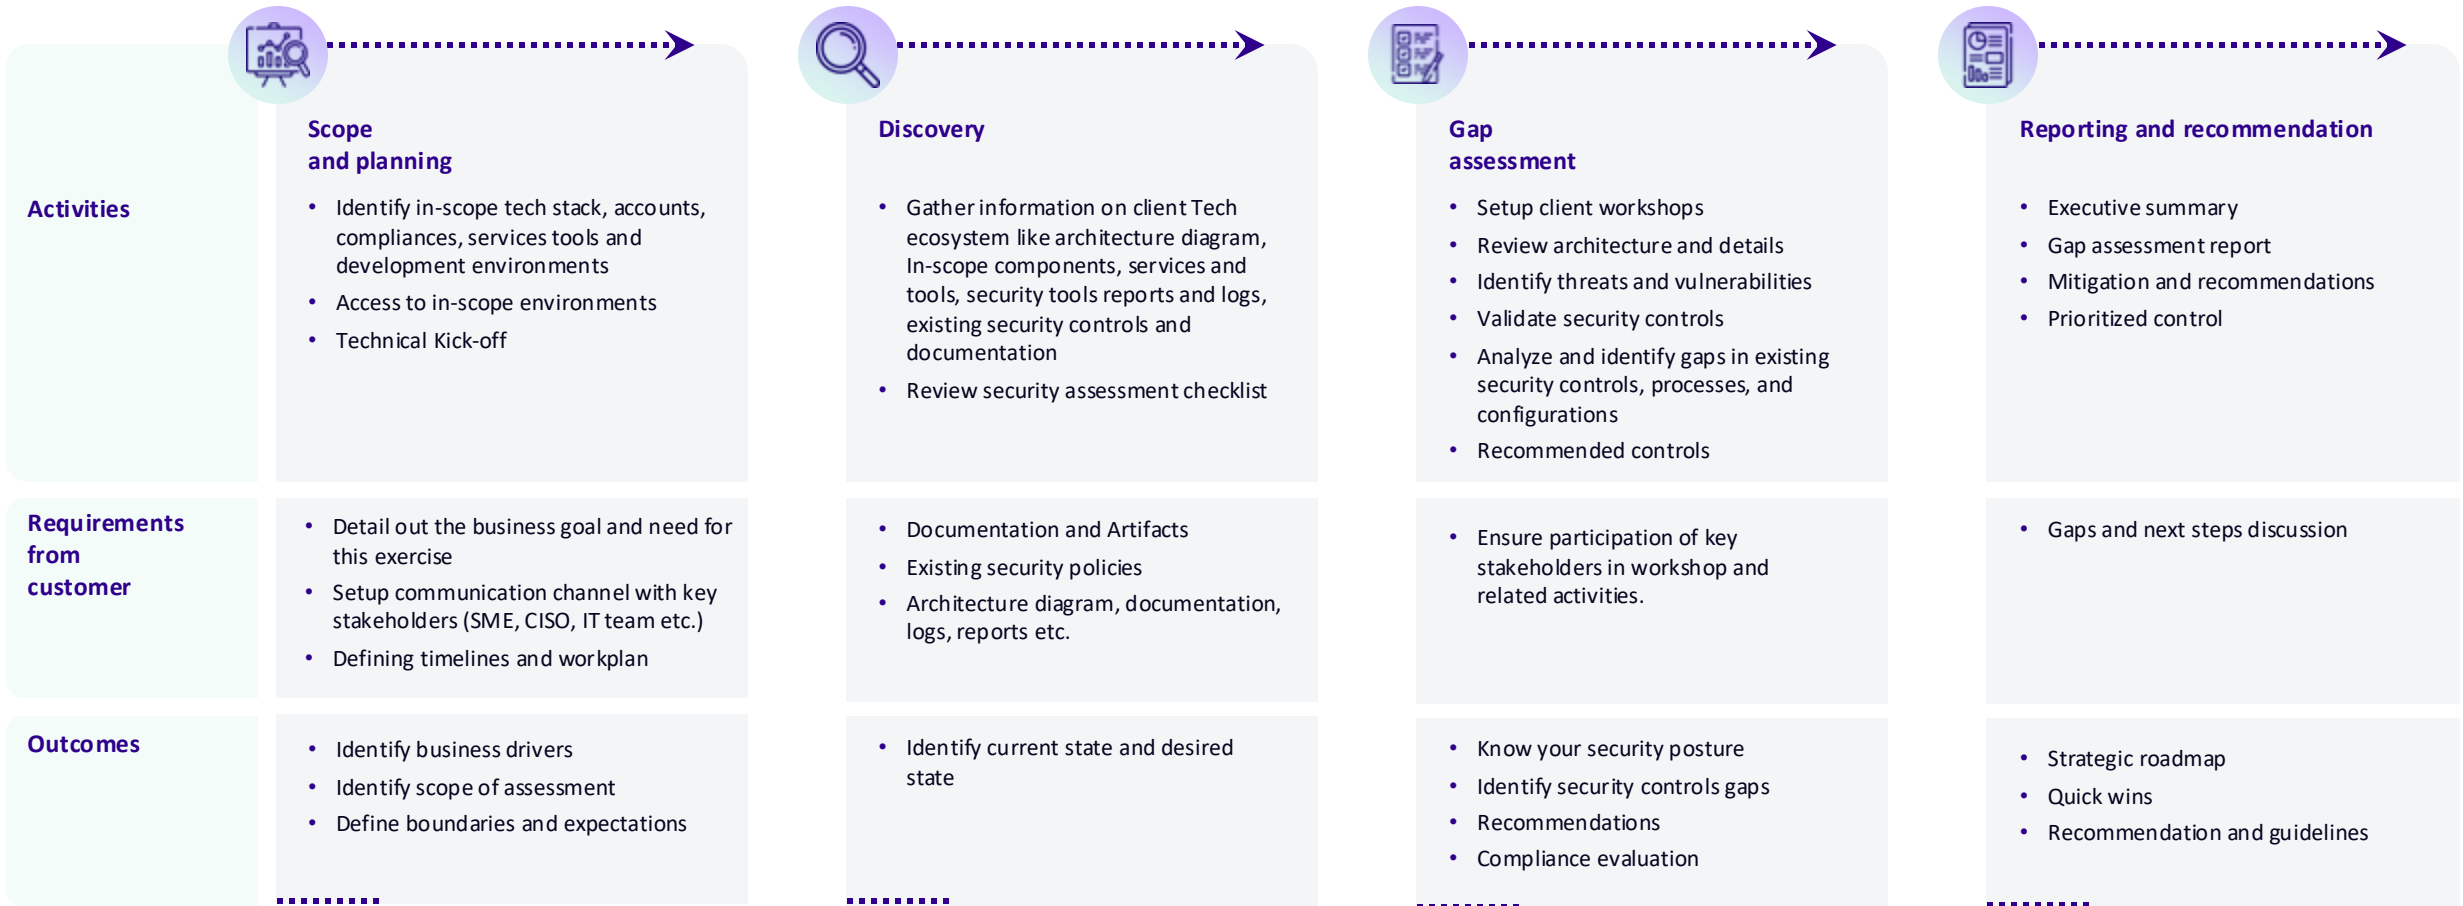 Scope
and planning
Discovery
Gap
assessment
Reporting and recommendation
Activities
• Identify in-scope tech stack, accounts,
compliances, services tools and
development environments
• Access to in-scope environments
• Technical Kick-off
• Gather information on client Tech
ecosystem like architecture diagram,
In-scope components, services and
tools, security tools reports and logs,
existing security controls and
documentation
• Review security assessment checklist
• Setup client workshops
• Review architecture and details
• Identify threats and vulnerabilities
• Validate security controls
• Analyze and identify gaps in existing
security controls, processes, and
configurations
• Recommended controls
• Executive summary
• Gap assessment report
• Mitigation and recommendations
• Prioritized control
Requirements
from
customer
• Detail out the business goal and need for
this exercise
• Setup communication channel with key
stakeholders (SME, CISO, IT team etc.)
• Defining timelines and workplan
• Documentation and Artifacts
• Existing security policies
• Architecture diagram, documentation,
logs, reports etc.
• Ensure participation of key
stakeholders in workshop and
related activities.
• Gaps and next steps discussion
Outcomes
• Identify business drivers
• Identify scope of assessment
• Define boundaries and expectations
• Identify current state and desired
state
• Know your security posture
• Identify security controls gaps
• Recommendations
• Compliance evaluation
• Strategic roadmap
• Quick wins
• Recommendation and guidelines